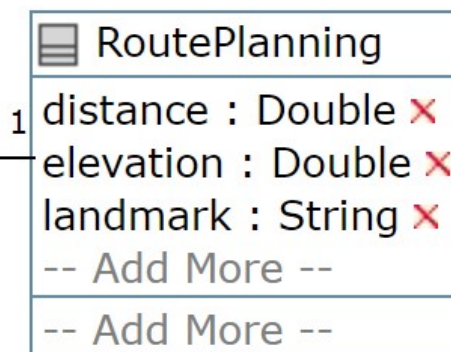 RoutePlanning
1
distance : Double
elevation : Double
landmark : String
-- Add More --
-- Add More --